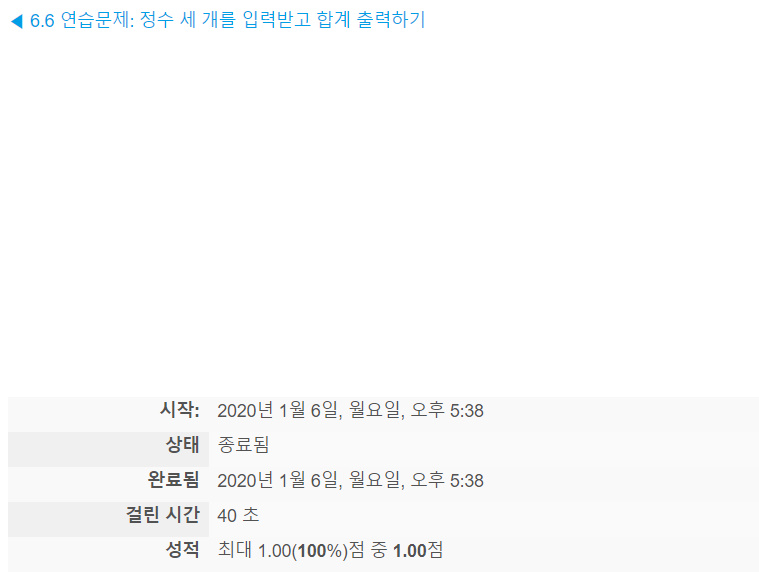 ◀ 6.6 연습문제: 정수 세 개를 입력받고 합계 출력하기
시작: 2020년 1월 6일, 월요일, 오후 5:38
상태 종료됨
완료됨 2020년 1월 6일, 월요일, 오후 5:38
걸린 시간 40 초
성적 최대 1.00(100%)점 중 1.00점